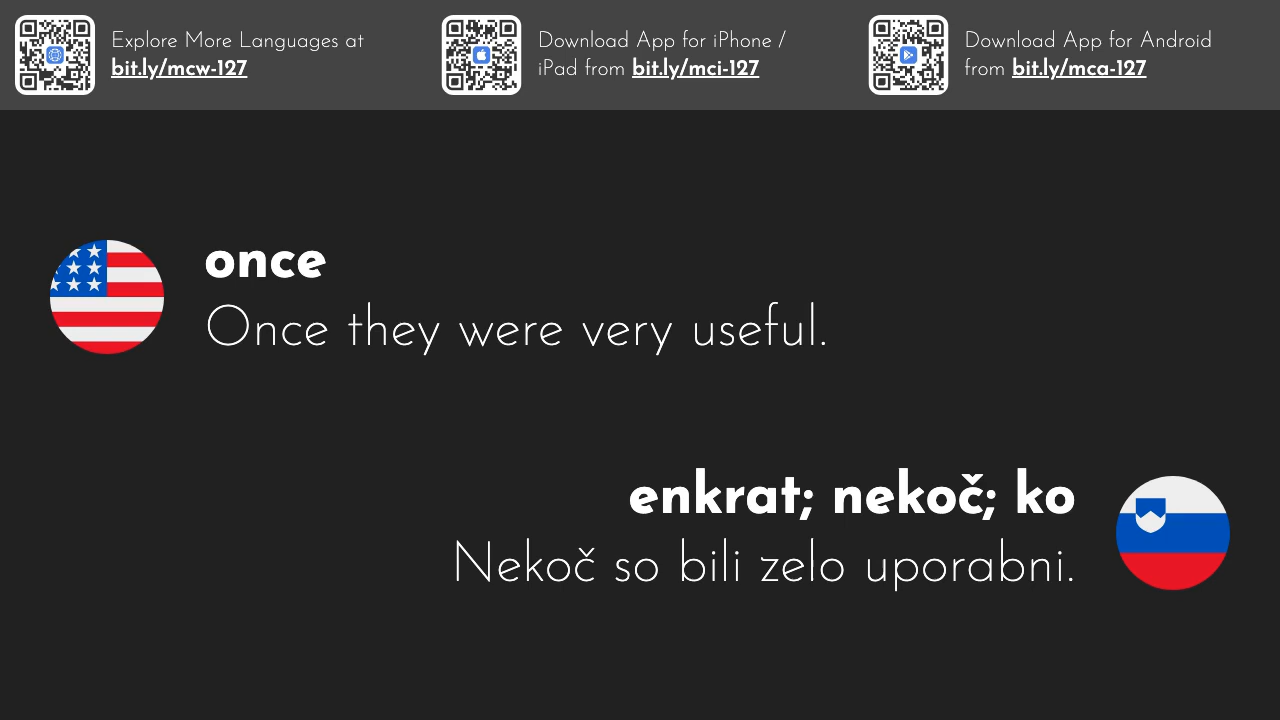 Explore More Languages at
bit.ly/mcw-127
Download App for iPhone /
iPad from bit.ly/mci-127
Download App for Android
from bit.ly/mca-127
once
Once they were very useful.
enkrat; nekoč; ko
Nekoč so bili zelo uporabni.